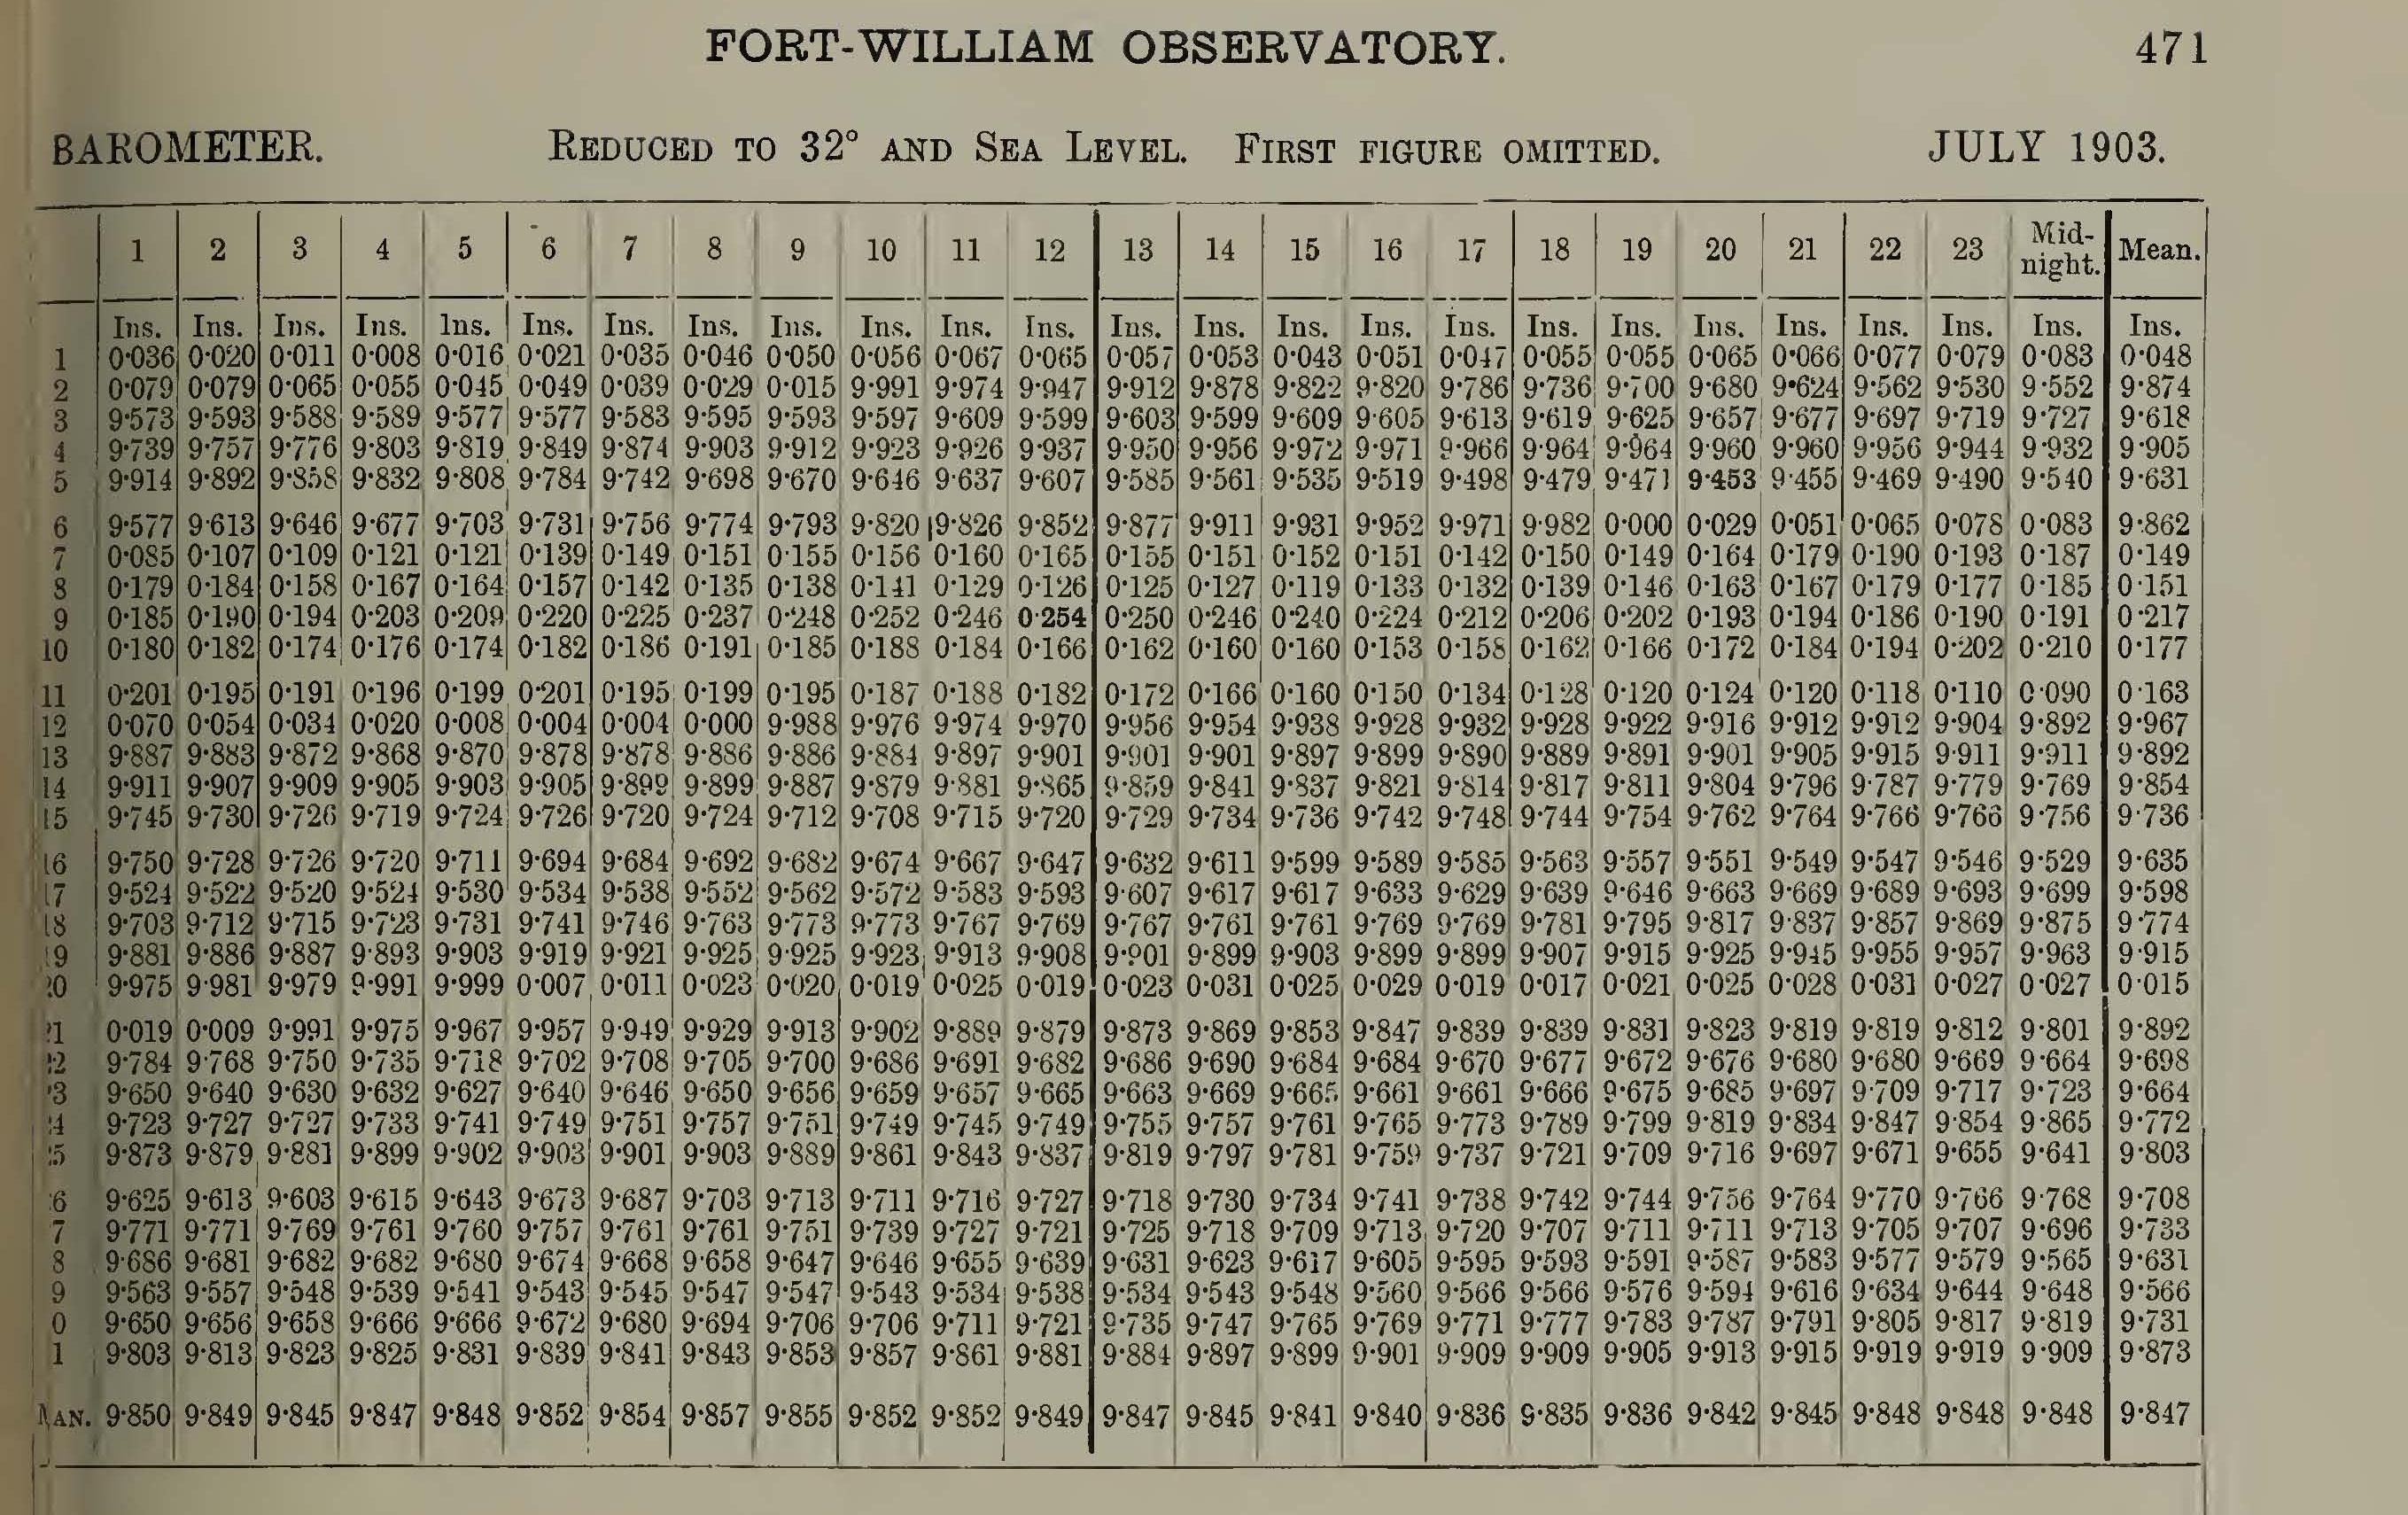 FORT-WILLIAM OBSERVATORY. 471
BAROMETER. REDUCED TO 32° AND SEA LEVEL. FIRST FIGURE OMITTED. JULY 1903.
1 2 3 4 5 6 7 8 9 10 11 12 13 14 15 16 17 18 19 20 21 22 23 Mid-night. Mean.
Ins. Ins. Ins. Ins. Ins. Ins. Ins. Ins. Ins. Ins. Ins. Ins. Ins. Ins. Ins. Ins. Ins. Ins. Ins. Ins. Ins. Ins. Ins. Ins. Ins.
1 0·036 0·020 0·011 0·008 0·016 0·021 0·035 0·046 0·050 0·056 0·067 0·065 0·057 0·053 0·043 0·051 0·047 0·055 0·055 0·065 0·066 0·077 0·079 0·083 0·048
2 0·079 0·079 0·065 0·055 0·045 0·049 0·039 0·029 0·015 9·991 9·974 9·947 9·912 9·878 9·822 9·820 9·786 9·736 9·700 9·680 9·624 9·562 9·530 9·552 9·874
3 9·573 9·593 9·588 9·589 9·577 9·577 9·583 9·595 9·593 9·597 9·609 9·599 9·603 9·599 9·609 9·605 9·613 9·619 9·625 9·657 9·677 9·697 9·719 9·727 9·618
4 9·739 9·757 9·776 9·803 9·819 9·849 9·874 9·903 9·912 9·923 9·926 9·937 9·950 9·956 9·972 9·971 9·966 9·964 9·964 9·960 9·960 9·956 9·944 9·932 9·905
5 9·914 9·892 9·858 9·832 9·808 9·784 9·742 9·698 9·670 9·646 9·637 9·607 9·585 9·561 9·535 9·519 9·498 9·479 9·471 9·453 9·455 9·469 9·490 9·540 9·631
6 9·577 9·613 9·646 9·677 9·703 9·731 9·756 9·774 9·793 9·820 9·826 9·852 9·877 9·911 9·931 9·952 9·971 9·982 0·000 0·029 0·051 0·065 0·078 0·083 9·862
7 0·085 0·107 0·109 0·121 0·121 0·139 0·149 0·151 0·155 0·156 0·160 0·165 0·155 0·151 0·152 0·151 0·142 0·150 0·149 0·164 0·179 0·190 0·193 0·187 0·149
8 0·179 0·184 0·158 0·167 0·164 0·157 0·142 0·135 0·138 0·141 0·129 0·126 0·125 0·127 0·119 0·133 0·132 0·139 0·146 0·163 0·167 0·179 0·177 0·185 0·151
9 0·185 0·190 0·194 0·203 0·209 0·220 0·225 0·237 0·248 0·252 0·246 0·254 0·250 0·246 0·240 0·224 0·212 0·206 0·202 0·193 0·194 0·186 0·190 0·191 0·217
10 0·180 0·182 0·174 0·176 0·174 0·182 0·186 0·191 0·185 0·188 0·184 0·166 0·162 0·160 0·160 0·153 0·158 0·162 0·166 0·172 0·184 0·194 0·202 0·210 0·177
11 0·201 0·195 0·191 0·196 0·199 0·201 0·195 0·199 0·195 0·187 0·188 0·182 0·172 0·166 0·160 0·150 0·134 0·128 0·120 0·124 0·120 0·118 0·110 0·090 0·163
12 0·070 0·054 0·034 0·020 0·008 0·004 0·004 0·000 9·988 9·976 9·974 9·970 9·956 9·954 9·938 9·928 9·932 9·928 9·922 9·916 9·912 9·912 9·904 9·892 9·967
13 9·887 9·883 9·872 9·868 9·870 9·878 9·878 9·886 9·886 9·884 9·897 9·901 9·901 9·901 9·897 9·899 9·890 9·889 9·891 9·901 9·905 9·915 9·911 9·911 9·892
14 9·911 9·907 9·909 9·905 9·903 9·905 9·899 9·899 9·887 9·879 9·881 9·865 9·859 9·841 9·837 9·821 9·814 9·817 9·811 9·804 9·796 9·787 9·779 9·769 9·854
15 9·745 9·730 9·726 9·719 9·724 9·726 9·720 9·724 9·712 9·708 9·715 9·720 9·729 9·734 9·736 9·742 9·748 9·744 9·754 9·762 9·764 9·766 9·766 9·756 9·736
16 9·750 9·728 9·726 9·720 9·711 9·694 9·684 9·692 9·682 9·674 9·667 9·647 9·632 9·611 9·599 9·589 9·585 9·563 9·557 9·551 9·549 9·547 9·546 9·529 9·635
17 9·524 9·522 9·520 9·524 9·530 9·534 9·538 9·552 9·562 9·572 9·583 9·593 9·607 9·617 9·617 9·633 9·629 9·639 9·646 9·663 9·669 9·689 9·693 9·699 9·598
18 9·703 9·712 9·715 9·723 9·731 9·741 9·746 9·763 9·773 9·773 9·767 9·769 9·767 9·761 9·761 9·769 9·769 9·781 9·795 9·817 9·837 9·857 9·869 9·875 9·774
9 9·881 9·886 9·887 9·893 9·903 9·919 9·921 9·925 9·925 9·923 9·913 9·908 9·901 9·899 9·903 9·899 9·899 9·907 9·915 9·925 9·945 9·955 9·957 9·963 9·915
0 9·975 9·981 9·979 9·991 9·999 0·007 0·011 0·023 0·020 0·019 0·025 0·019 0·023 0·031 0·025 0·029 0·019 0·017 0·021 0·025 0·028 0·031 0·027 0·027 0·015
1 0·019 0·009 9·991 9·975 9·967 9·957 9·949 9·929 9·913 9·902 9·889 9·879 9·873 9·869 9·853 9·847 9·839 9·839 9·831 9·823 9·819 9·819 9·812 9·801 9·892
2 9·784 9·768 9·750 9·735 9·718 9·702 9·708 9·705 9·700 9·686 9·691 9·682 9·686 9·690 9·684 9·684 9·670 9·677 9·672 9·676 9·680 9·680 9·669 9·664 9·698
3 9·650 9·640 9·630 9·632 9·627 9·640 9·646 9·650 9·656 9·659 9·657 9·665 9·663 9·669 9·665 9·661 9·661 9·666 9·675 9·685 9·697 9·709 9·717 9·723 9·664
4 9·723 9·727 9·727 9·733 9·741 9·749 9·751 9·757 9·751 9·749 9·745 9·749 9·755 9·757 9·761 9·765 9·773 9·789 9·799 9·819 9·834 9·847 9·854 9·865 9·772
5 9·873 9·879 9·881 9·899 9·902 9·903 9·901 9·903 9·889 9·861 9·843 9·837 9·819 9·797 9·781 9·759 9·737 9·721 9·709 9·716 9·697 9·671 9·655 9·641 9·803
6 9·625 9·613 9·603 9·615 9·643 9·673 9·687 9·703 9·713 9·711 9·716 9·727 9·718 9·730 9·734 9·741 9·738 9·742 9·744 9·756 9·764 9·770 9·766 9·768 9·708
7 9·771 9·771 9·769 9·761 9·760 9·757 9·761 9·761 9·751 9·739 9·727 9·721 9·725 9·718 9·709 9·713 9·720 9·707 9·711 9·711 9·713 9·705 9·707 9·696 9·733
8 9·686 9·681 9·682 9·682 9·680 9·674 9·668 9·658 9·647 9·646 9·655 9·639 9·631 9·623 9·617 9·605 9·595 9·593 9·591 9·587 9·583 9·577 9·579 9·565 9·631
9 9·563 9·557 9·548 9·539 9·541 9·543 9·545 9·547 9·547 9·543 9·534 9·538 9·534 9·543 9·548 9·560 9·566 9·566 9·576 9·594 9·616 9·634 9·644 9·648 9·566
0 9·650 9·656 9·658 9·666 9·666 9·672 9·680 9·694 9·706 9·706 9·711 9·721 9·735 9·747 9·765 9·769 9·771 9·777 9·783 9·787 9·791 9·805 9·817 9·819 9·731
1 9·803 9·813 9·823 9·825 9·831 9·839 9·841 9·843 9·853 9·857 9·861 9·881 9·884 9·897 9·899 9·901 9·909 9·909 9·905 9·913 9·915 9·919 9·919 9·909 9·873
AN. 9·850 9·849 9·845 9·847 9·848 9·852 9·854 9·857 9·855 9·852 9·852 9·849 9·847 9·845 9·841 9·840 9·836 9·835 9·836 9·842 9·845 9·848 9·848 9·848 9·847